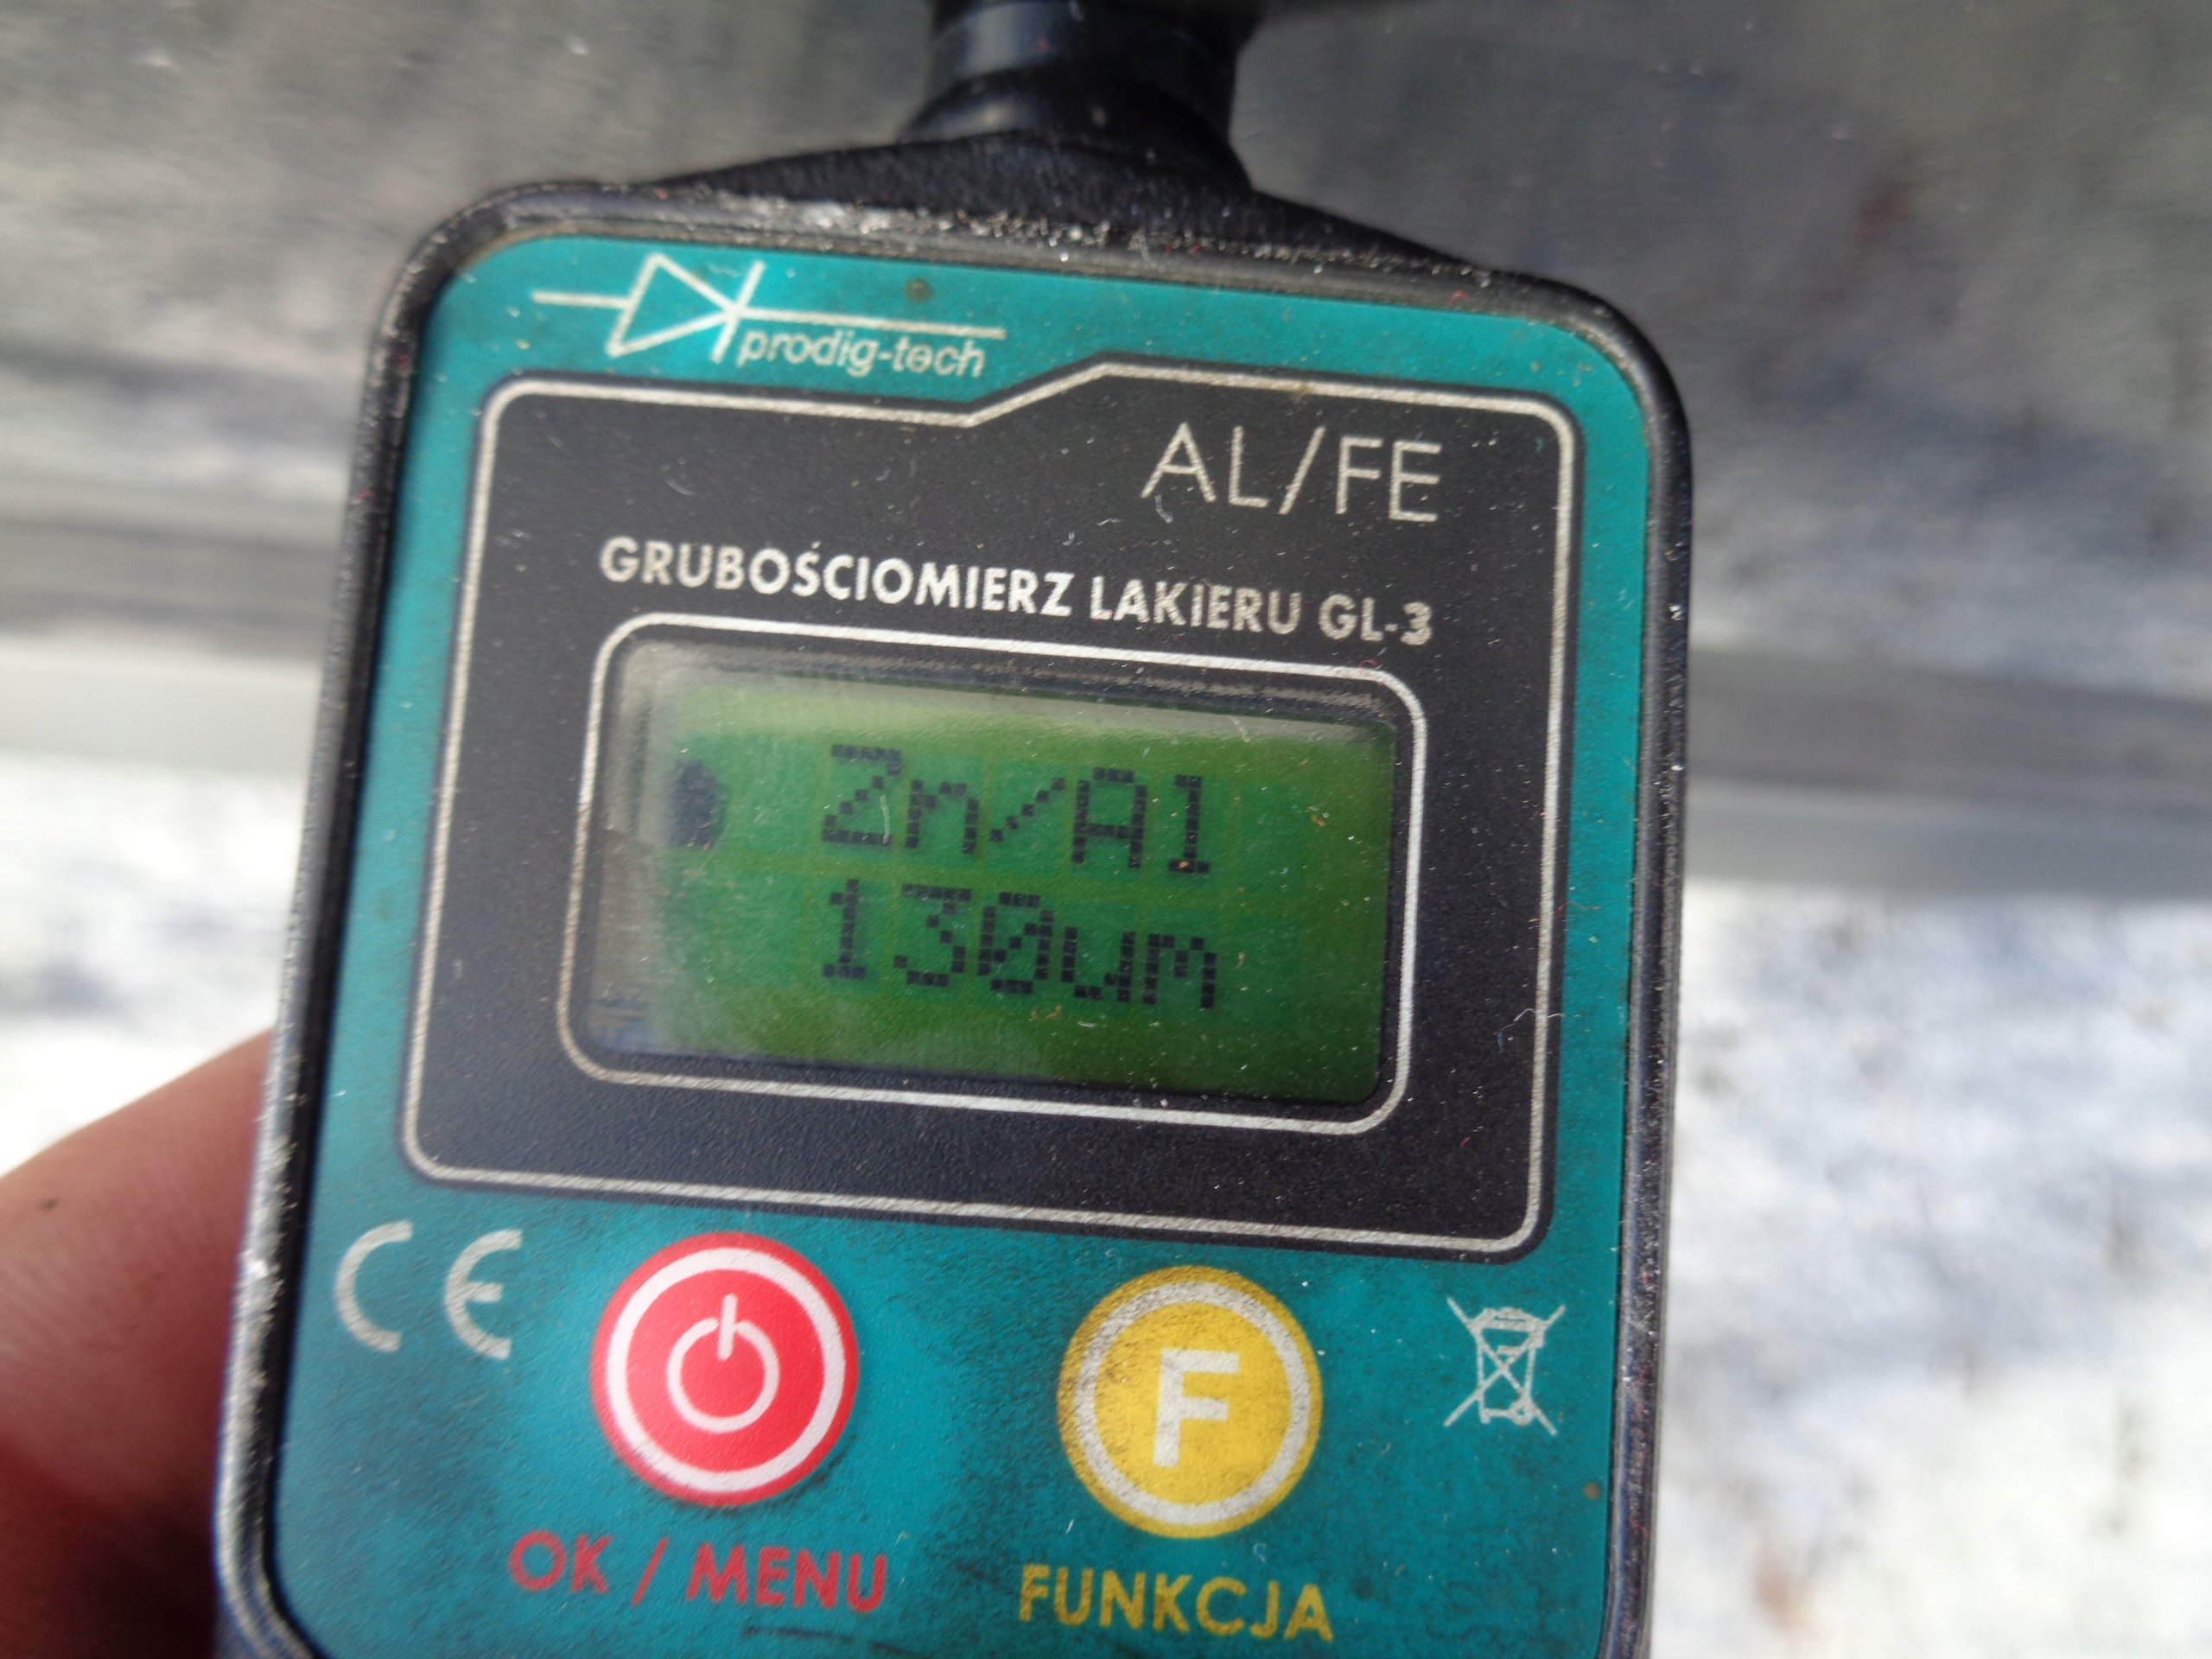 prodig-tech
AL/FE
GRUBOŚCIOMIERZ LAKIERU GL-3
Zn/Al
130um
CE
F
OK / MENU
FUNKCJA